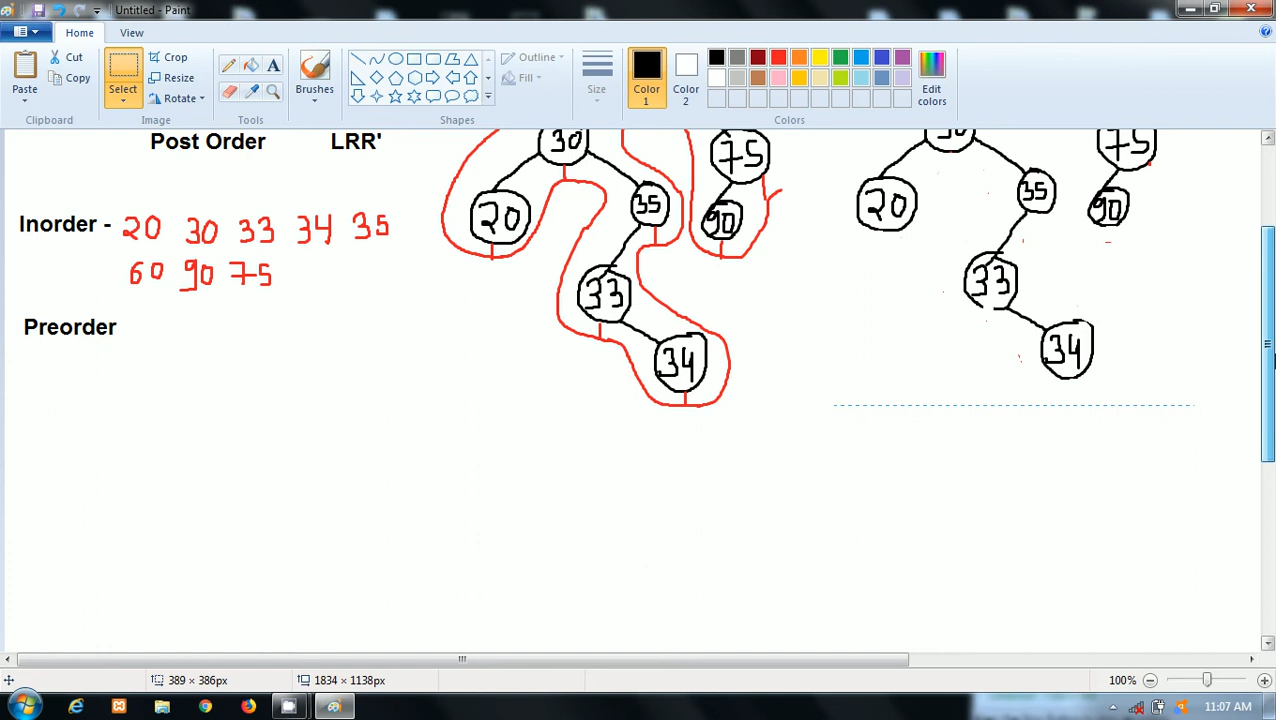 Untitled - Paint
Home
View
Paste
Cut
Copy
Clipboard
Select
Crop
Resize
Rotate
Image
A
Tools
Brushes
Shapes
Outline
Fill
Size
Color 1
Color 2
Edit colors
Colors
Post Order LRR'
Inorder - 20 30 33 34 35
60 90 75
Preorder
30
75
20
35
90
33
34
30
75
20
35
90
33
34
389 × 386px
1834 × 1138px
100%
11:07 AM